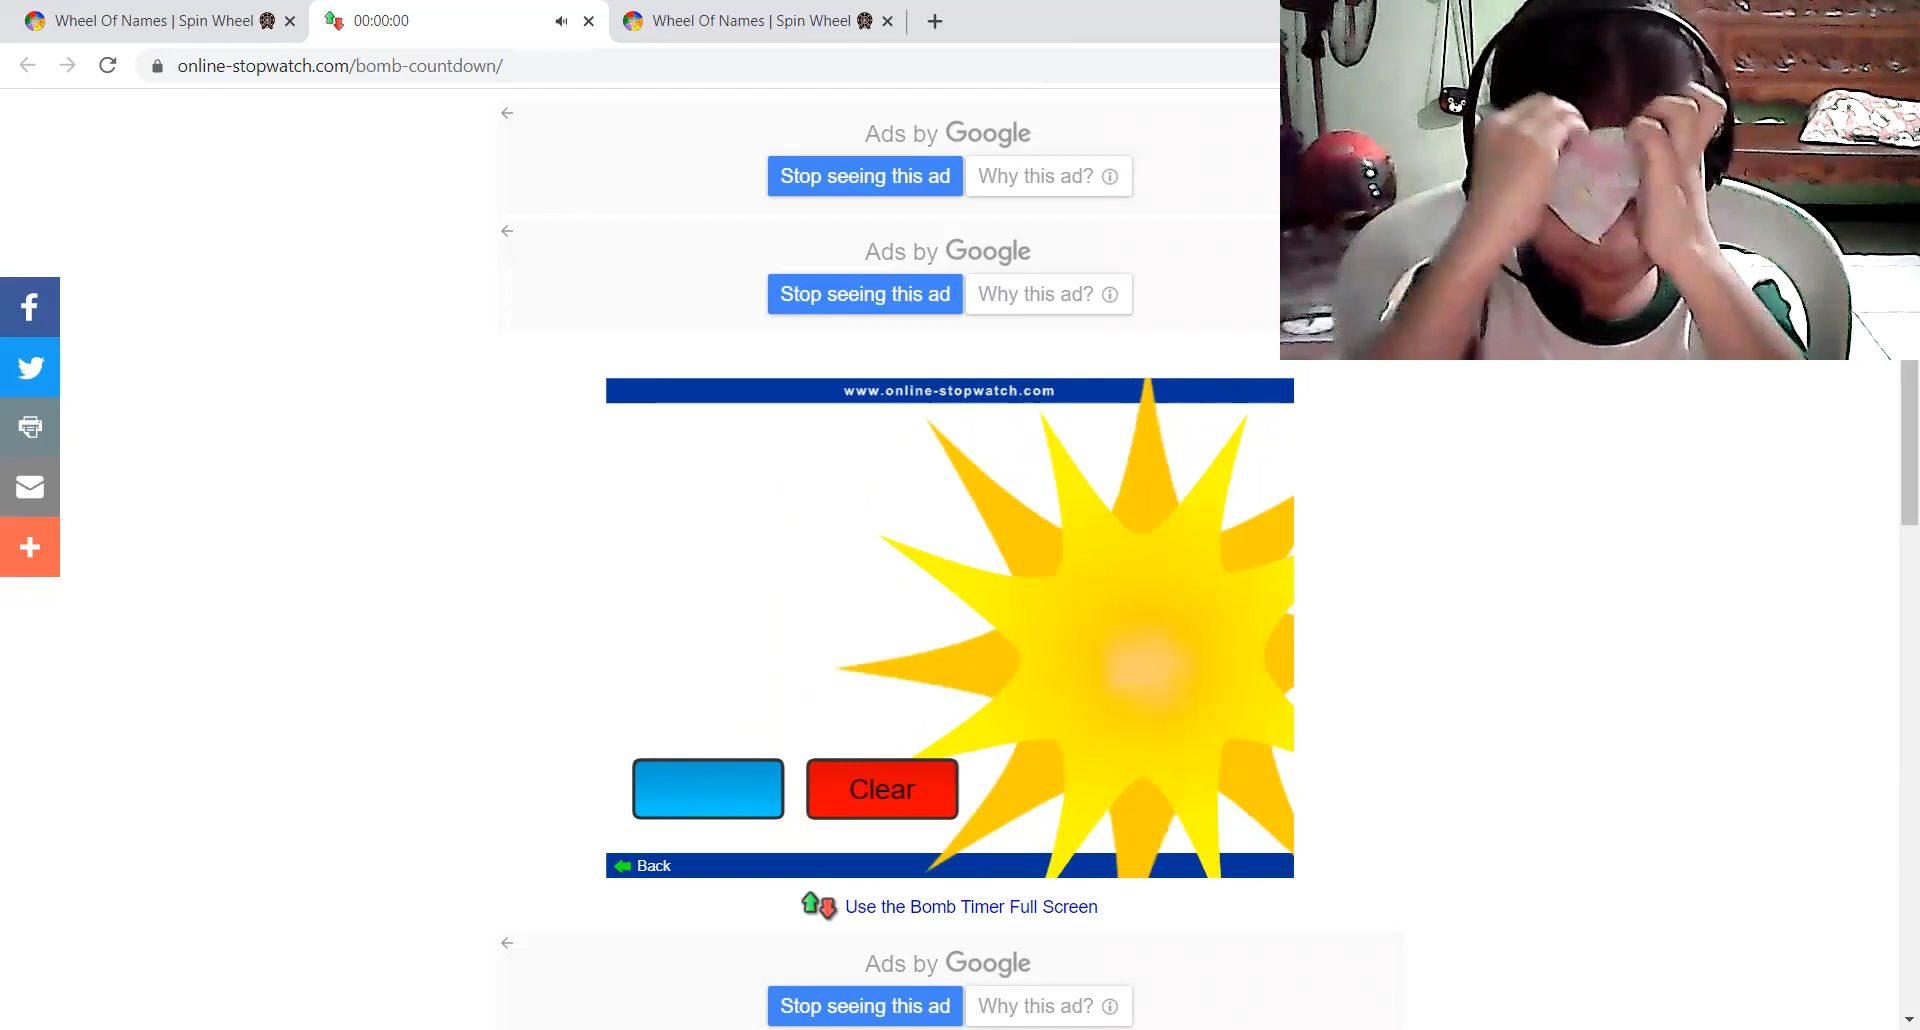 Wheel Of Names | Spin Wheel
00:00:00
Wheel Of Names | Spin Wheel
online-stopwatch.com/bomb-countdown/
Ads by Google
Stop seeing this ad
Why this ad?
Ads by Google
Stop seeing this ad
Why this ad?
www.online-stopwatch.com
Clear
Back
Use the Bomb Timer Full Screen
Ads by Google
Stop seeing this ad
Why this ad?